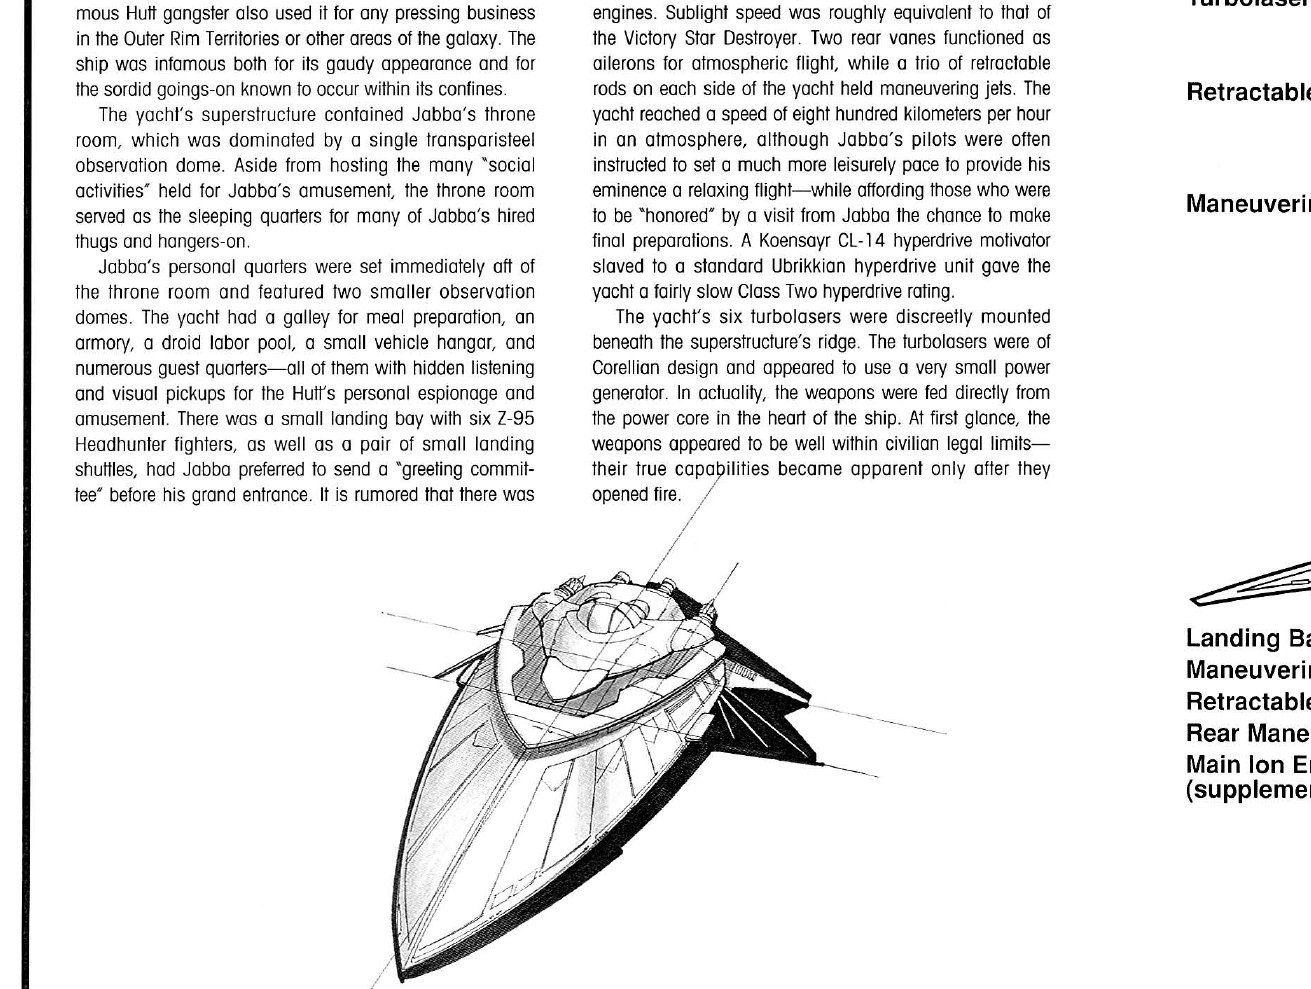 mous Hutt gangster also used it for any pressing business
in the Outer Rim Territories or other areas of the galaxy. The
ship was infamous both for its gaudy appearance and for
the sordid goings-on known to occur within its confines.
The yacht's superstructure contained Jabba's throne
room, which was dominated by a single transparisteel
observation dome. Aside from hosting the many "social
activities" held for Jabba's amusement, the throne room
served as the sleeping quarters for many of Jabba's hired
thugs and hangers-on.
Jabba's personal quarters were set immediately aft of
the throne room and featured two smaller observation
domes. The yacht had a galley for meal preparation, an
armory, a droid labor pool, a small vehicle hangar, and
numerous guest quarters—all of them with hidden listening
and visual pickups for the Hutt's personal espionage and
amusement. There was a small landing bay with six Z-95
Headhunter fighters, as well as a pair of small landing
shuttles, had Jabba preferred to send a "greeting commit-
tee" before his grand entrance. It is rumored that there was
engines. Sublight speed was roughly equivalent to that of
the Victory Star Destroyer. Two rear vanes functioned as
ailerons for atmospheric flight, while a trio of retractable
rods on each side of the yacht held maneuvering jets. The
yacht reached a speed of eight hundred kilometers per hour
in an atmosphere, although Jabba's pilots were often
instructed to set a much more leisurely pace to provide his
eminence a relaxing flight—while affording those who were
to be "honored" by a visit from Jabba the chance to make
final preparations. A Koensayr CL-14 hyperdrive motivator
slaved to a standard Ubrikkian hyperdrive unit gave the
yacht a fairly slow Class Two hyperdrive rating.
The yacht's six turbolasers were discreetly mounted
beneath the superstructure's ridge. The turbolasers were of
Corellian design and appeared to use a very small power
generator. In actuality, the weapons were fed directly from
the power core in the heart of the ship. At first glance, the
weapons appeared to be well within civilian legal limits—
their true capabilities became apparent only after they
opened fire.
Turbolaser
Retractable
Maneuverin
Landing Ba
Maneuverin
Retractable
Rear Mane
Main Ion E
(suppleme